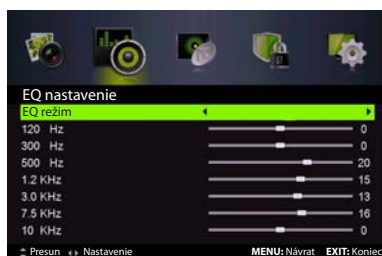 EQ nastavenie
EQ režim
120 Hz 0
300 Hz 0
500 Hz 20
1.2 KHz 15
3.0 KHz 13
7.5 KHz 16
10 KHz 0
Presun Nastavenie MENU: Návrat EXIT: Koniec